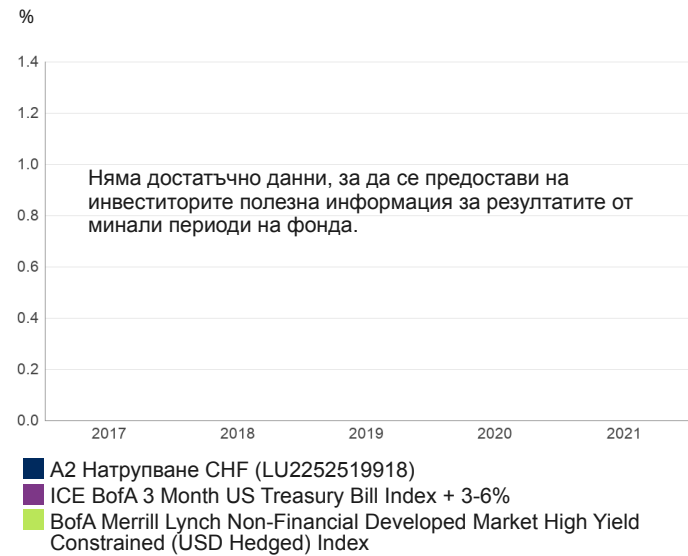 %
1.4
1.2
1.0
Няма достатъчно данни, за да се предостави на
инвеститорите полезна информация за резултатите от
минали периоди на фонда.
0.8
0.6
0.4
0.2
0.0
2017 2018 2019 2020 2021
A2 Натрупване CHF (LU2252519918)
ICE BofA 3 Month US Treasury Bill Index + 3-6%
BofA Merrill Lynch Non-Financial Developed Market High Yield
Constrained (USD Hedged) Index